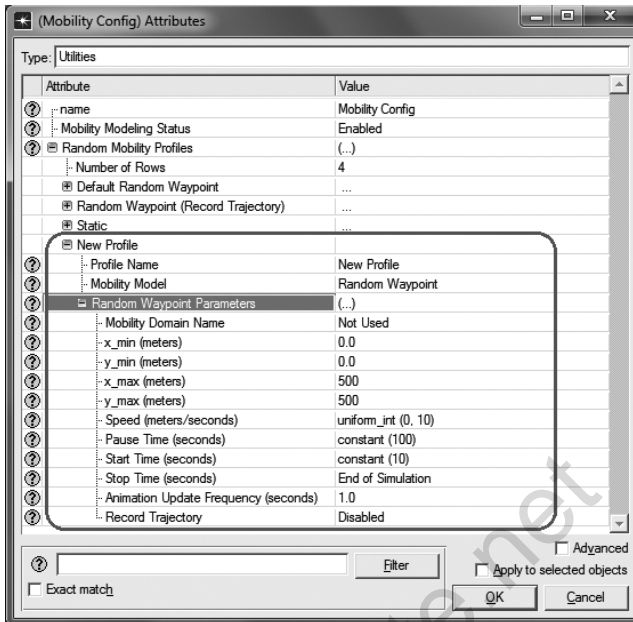 (Mobility Config) Attributes
Type: Utilities
Attribute Value
name Mobility Config
Mobility Modeling Status Enabled
Random Mobility Profiles (...)
Number of Rows 4
Default Random Waypoint ...
Random Waypoint (Record Trajectory) ...
Static ...
New Profile
Profile Name New Profile
Mobility Model Random Waypoint
Random Waypoint Parameters (...)
Mobility Domain Name Not Used
x_min (meters) 0.0
y_min (meters) 0.0
x_max (meters) 500
y_max (meters) 500
Speed (meters/seconds) uniform_int (0, 10)
Pause Time (seconds) constant (100)
Start Time (seconds) constant (10)
Stop Time (seconds) End of Simulation
Animation Update Frequency (seconds) 1.0
Record Trajectory Disabled
Advanced
Filter
Apply to selected objects
Exact match
OK Cancel